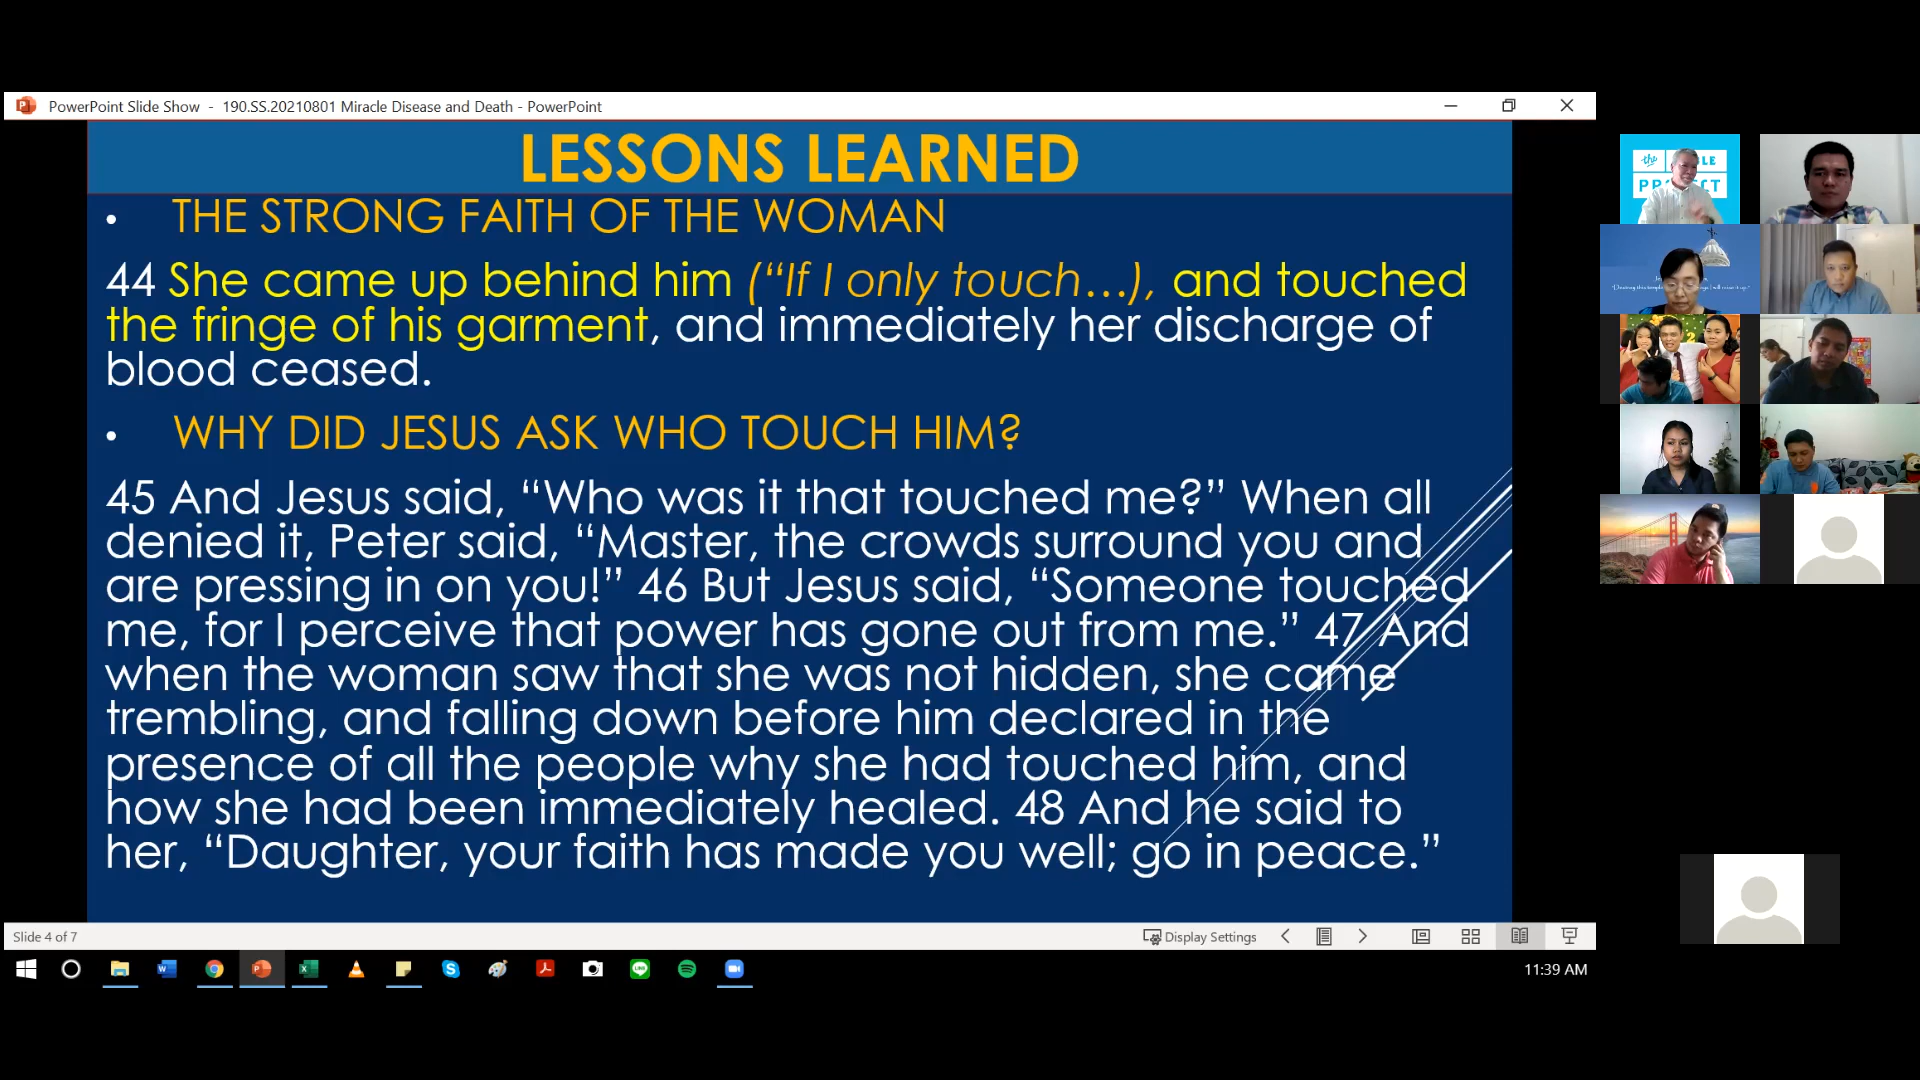 PowerPoint Slide Show - 190.SS.20210801 Miracle Disease and Death - PowerPoint
LESSONS LEARNED
• THE STRONG FAITH OF THE WOMAN
44 She came up behind him (“If I only touch…), and touched
the fringe of his garment, and immediately her discharge of
blood ceased.
• WHY DID JESUS ASK WHO TOUCH HIM?
45 And Jesus said, “Who was it that touched me?” When all
denied it, Peter said, “Master, the crowds surround you and
are pressing in on you!” 46 But Jesus said, “Someone touched
me, for I perceive that power has gone out from me.” 47 And
when the woman saw that she was not hidden, she came
trembling, and falling down before him declared in the
presence of all the people why she had touched him, and
how she had been immediately healed. 48 And he said to
her, “Daughter, your faith has made you well; go in peace.”
Slide 4 of 7
Display Settings
11:39 AM
the